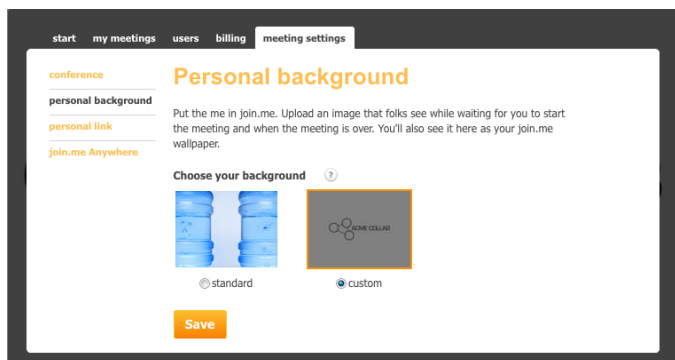 start my meetings users billing meeting settings
conference
personal background
personal link
join.me Anywhere
Personal background
Put the me in join.me. Upload an image that folks see while waiting for you to start
the meeting and when the meeting is over. You'll also see it here as your join.me
wallpaper.
Choose your background ?
ACME COLLAB
standard custom
Save